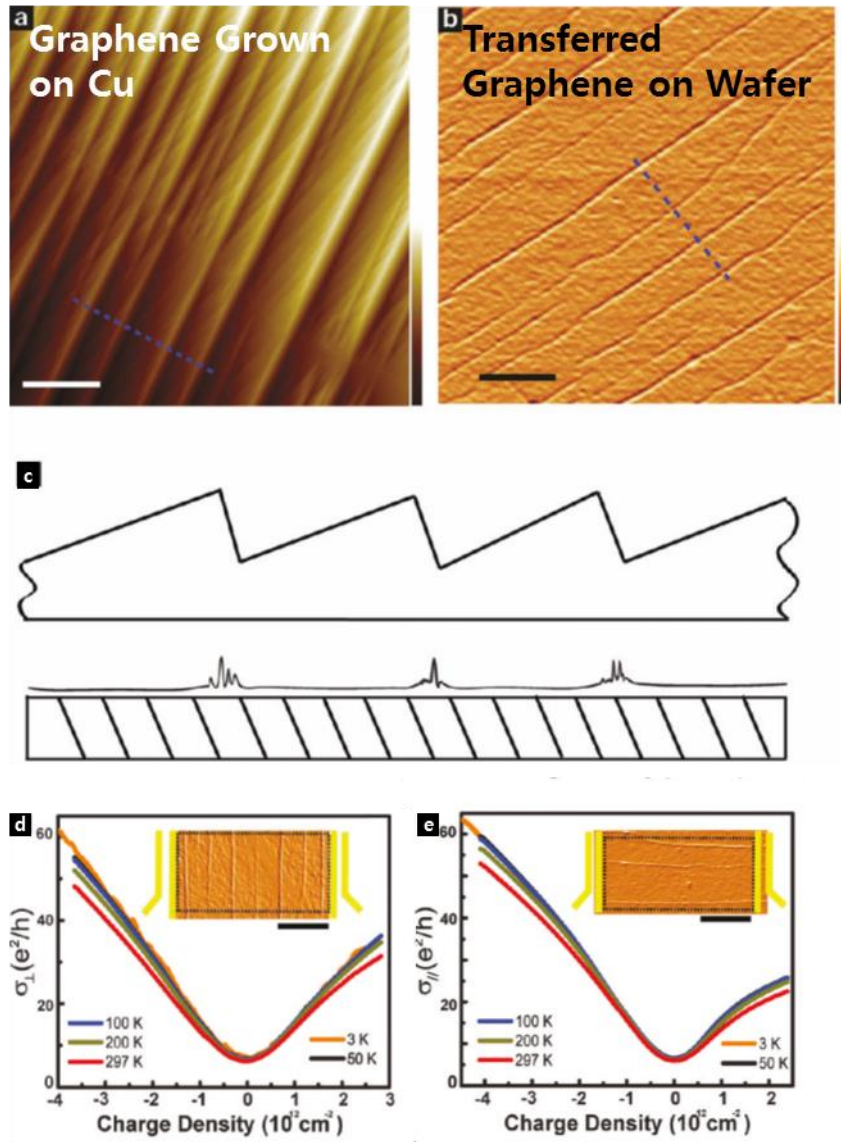 a
Graphene Grown
on Cu
b
Transferred
Graphene on Wafer
c
d
σ⊥(e²/h)
60
40
20
0
100 K
200 K
297 K
3 K
50 K
-4 -3 -2 -1 0 1 2 3
Charge Density (10¹²cm⁻²)
e
σ//(e²/h)
60
40
20
0
100 K
200 K
297 K
3 K
50 K
-4 -3 -2 -1 0 1 2
Charge Density (10¹²cm⁻²)